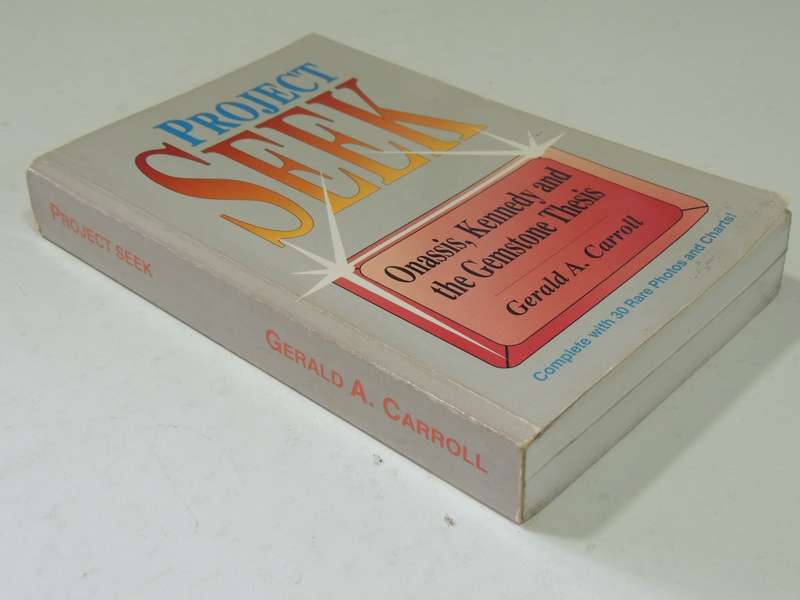 PROJECT
SEEK
Onassis, Kennedy and
the Gemstone Thesis
Gerald A. Carroll
Complete with 30 Rare Photos and Charts!
PROJECT SEEK
GERALD A. CARROLL